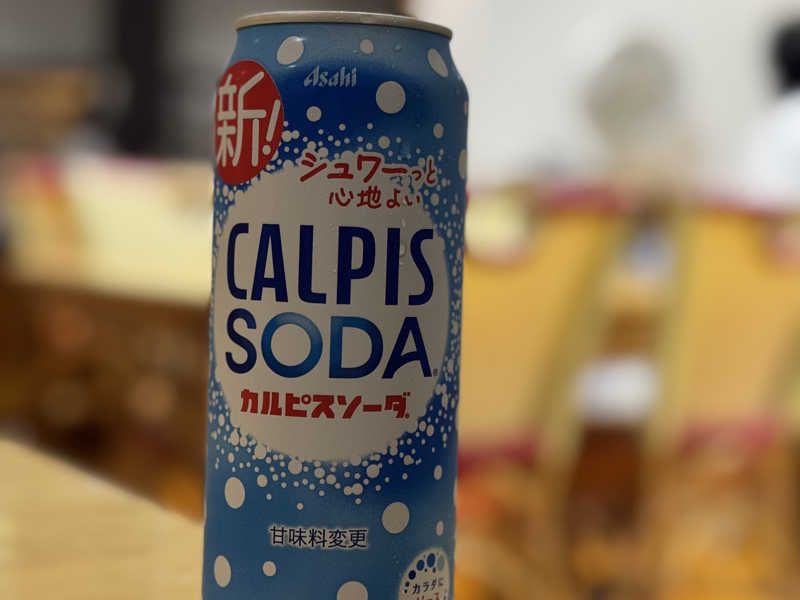 Asahi
新!
シュワーっと
心地よい
CALPIS
SODA®
カルピスソーダ®
甘味料変更
カラダに